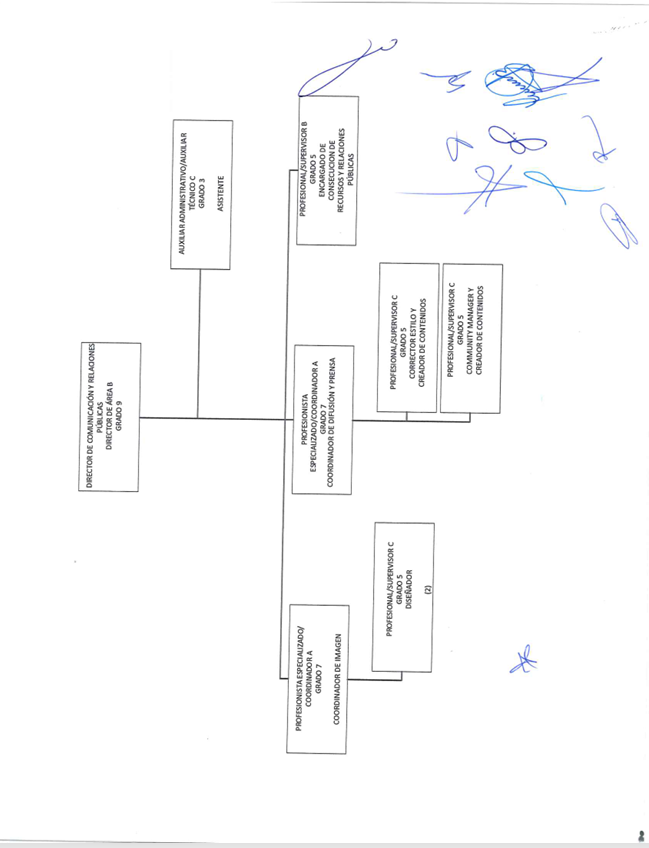 DIRECTOR DE COMUNICACIÓN Y RELACIONES
PÚBLICAS
DIRECTOR DE ÁREA B
GRADO 9
AUXILIAR ADMINISTRATIVO/AUXILIAR
TÉCNICO C
GRADO 3
ASISTENTE
PROFESIONISTA ESPECIALIZADO/
COORDINADOR A
GRADO 7
COORDINADOR DE IMAGEN
PROFESIONISTA
ESPECIALIZADO/COORDINADOR A
GRADO 7
COORDINADOR DE DIFUSIÓN Y PRENSA
PROFESIONAL/SUPERVISOR B
GRADO 5
ENCARGADO DE
CONSECUCION DE
RECURSOS Y RELACIONES
PÚBLICAS
PROFESIONAL/SUPERVISOR C
GRADO 5
DISEÑADOR
(2)
PROFESIONAL/SUPERVISOR C
GRADO 5
CORRECTOR ESTILO Y
CREADOR DE CONTENIDOS
PROFESIONAL/SUPERVISOR C
GRADO 5
COMMUNITY MANAGER Y
CREADOR DE CONTENIDOS